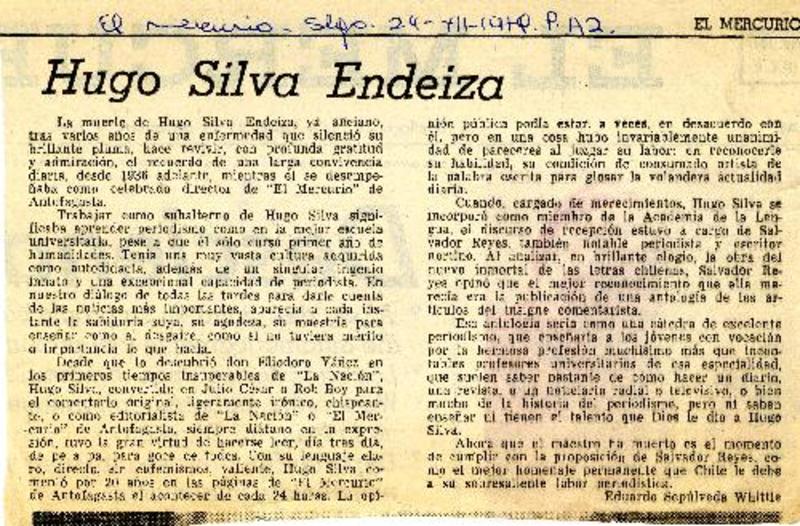 El mercurio - Stgo. 24-XII-1979. P. A2.
EL MERCURIO
Hugo Silva Endeiza
La muerte de Hugo Silva Endeiza, ya anciano,
tras varios años de una enfermedad que silenció su
brillante pluma, hace revivir, con profunda gratitud
y admiración, el recuerdo de una larga convivencia
diaria, desde 1936 adelante, mientras él se desempe-
ñaba como celebrado director de "El Mercurio" de
Antofagasta.
Trabajar como subalterno de Hugo Silva signi-
ficaba aprender periodismo como en la mejor escuela
universitaria, pese a que él sólo cursó primer año de
humanidades. Tenía una muy vasta cultura adquirida
como autodidacta, además de un singular ingenio
innato y una excepcional capacidad de periodista. En
nuestro diálogo de todas las tardes para darle cuenta
de las noticias más importantes, aparecía a cada ins-
tante la sabiduría suya, su agudeza, su maestría para
enseñar como al desgaire, como si no tuviera mérito
o importancia lo que hacía.
Desde que lo descubrió don Eliodoro Yáñez en
los primeros tiempos insuperables de "La Nación",
Hugo Silva, convertido en Julio César o Rob Roy para
el comentario original, ligeramente irónico, chispean-
te, o como editorialista de "La Nación" o "El Mer-
curio" de Antofagasta, siempre diáfano en la expre-
sión, tuvo la gran virtud de hacerse leer, día tras día,
de pe a pa, para goce de todos. Con su lenguaje cla-
ro, directo, sin eufemismos, valiente, Hugo Silva co-
mentó por 20 años en las páginas de "El Mercurio"
de Antofagasta el acontecer de cada 24 horas. La opi-
nión pública podía estar, a veces, en desacuerdo con
él, pero en una cosa hubo invariablemente unanimi-
dad de pareceres al juzgar su labor: en reconocerle
su habilidad, su condición de consumado artista de
la palabra escrita para glosar la volandera actualidad
diaria.
Cuando, cargado de merecimientos, Hugo Silva se
incorporó como miembro de la Academia de la Len-
gua, el discurso de recepción estuvo a cargo de Sal-
vador Reyes, también notable periodista y escritor
nortino. Al analizar, en brillante elogio, la obra del
nuevo inmortal de las letras chilenas, Salvador Re-
yes opinó que el mejor reconocimiento que ella me-
recía era la publicación de una antología de los ar-
tículos del insigne comentarista.
Esa antología sería como una cátedra de excelente
periodismo, que enseñaría a los jóvenes con vocación
por la hermosa profesión muchísimo más que incon-
tables profesores universitarios de esa especialidad,
que suelen saber bastante de cómo hacer un diario,
una revista, o un noticiario radial o televisivo, o bien
mucho de la historia del periodismo, pero ni saben
enseñar ni tienen el talento que Dios le dio a Hugo
Silva.
Ahora que el maestro ha muerto es el momento
de cumplir con la proposición de Salvador Reyes, co-
mo el mejor homenaje permanente que Chile le debe
a su sobresaliente labor periodística.
Eduardo Sepúlveda Whittle